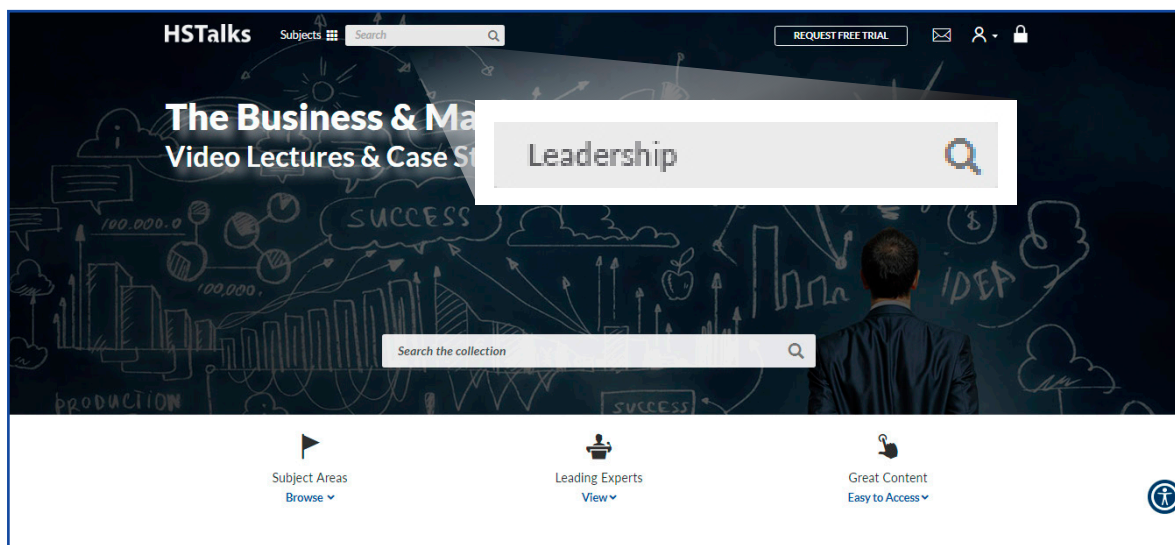 HSTalks Subjects Search REQUEST FREE TRIAL
The Business & Ma
Video Lectures & Case St
Leadership
SUCCESS
100.000.0
100,000.
$
IDEA
Search the collection
PRODUCTION
SUCCESS
Subject Areas
Browse
Leading Experts
View
Great Content
Easy to Access